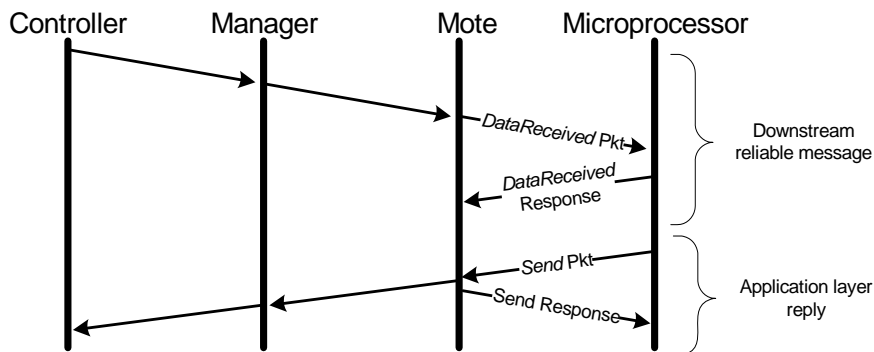 Controller
Manager
Mote
Microprocessor
DataReceived Pkt
Downstream
reliable message
DataReceived
Response
Send Pkt
Send Response
Application layer
reply